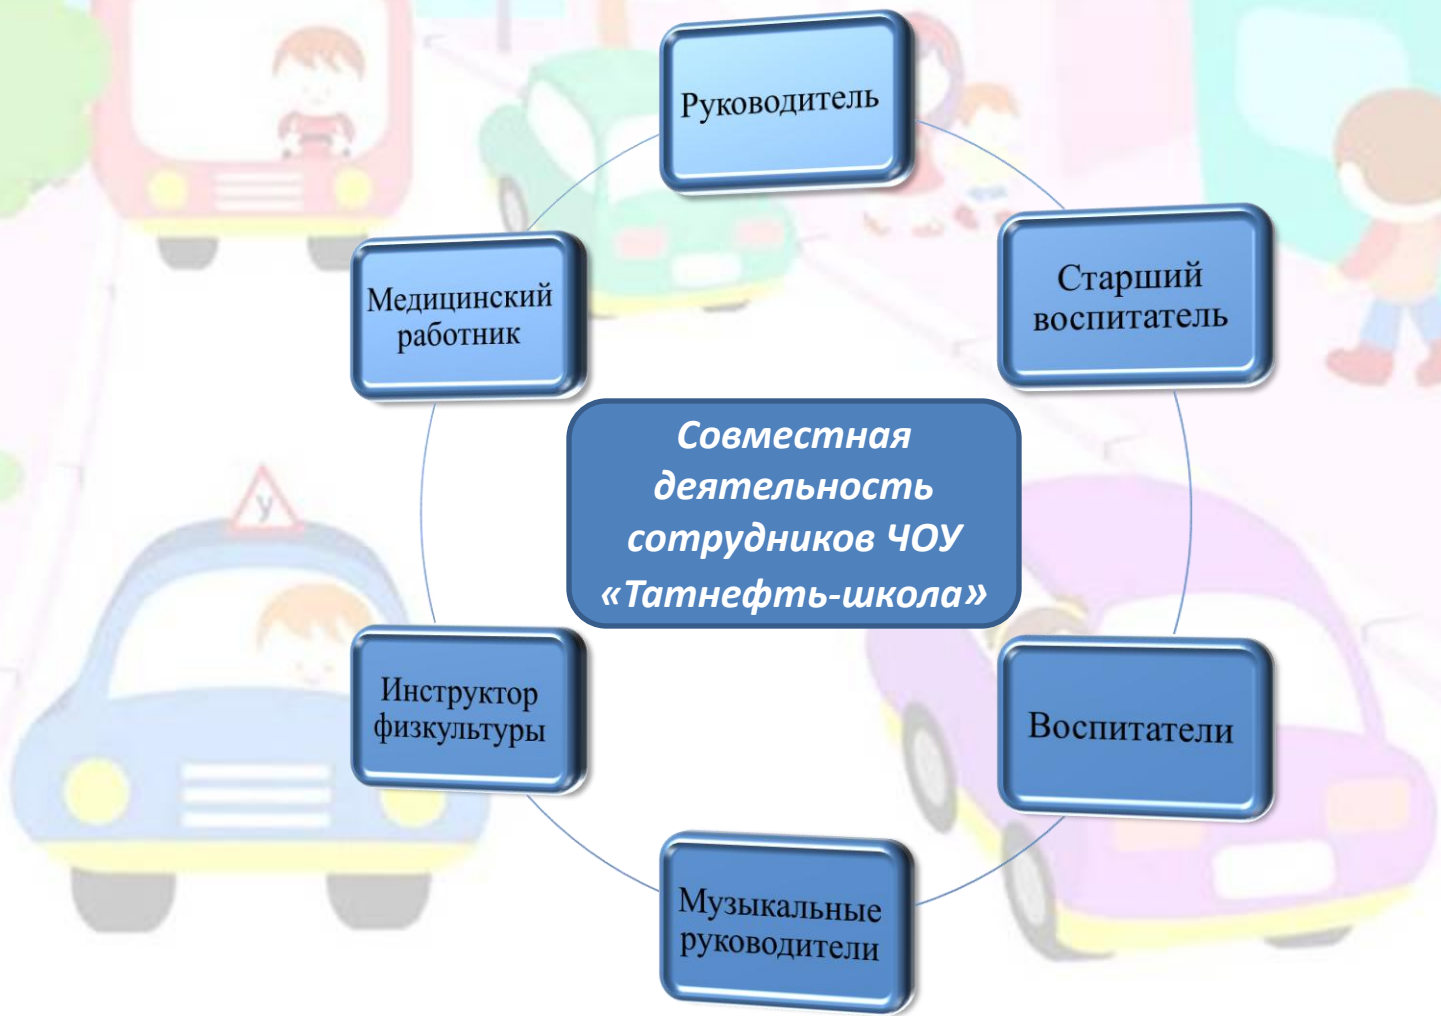 Руководитель
Старший
воспитатель
Медицинский
работник
Совместная
деятельность
сотрудников ЧОУ
«Татнефть-школа»
У
Инструктор
физкультуры
Воспитатели
Музыкальные
руководители